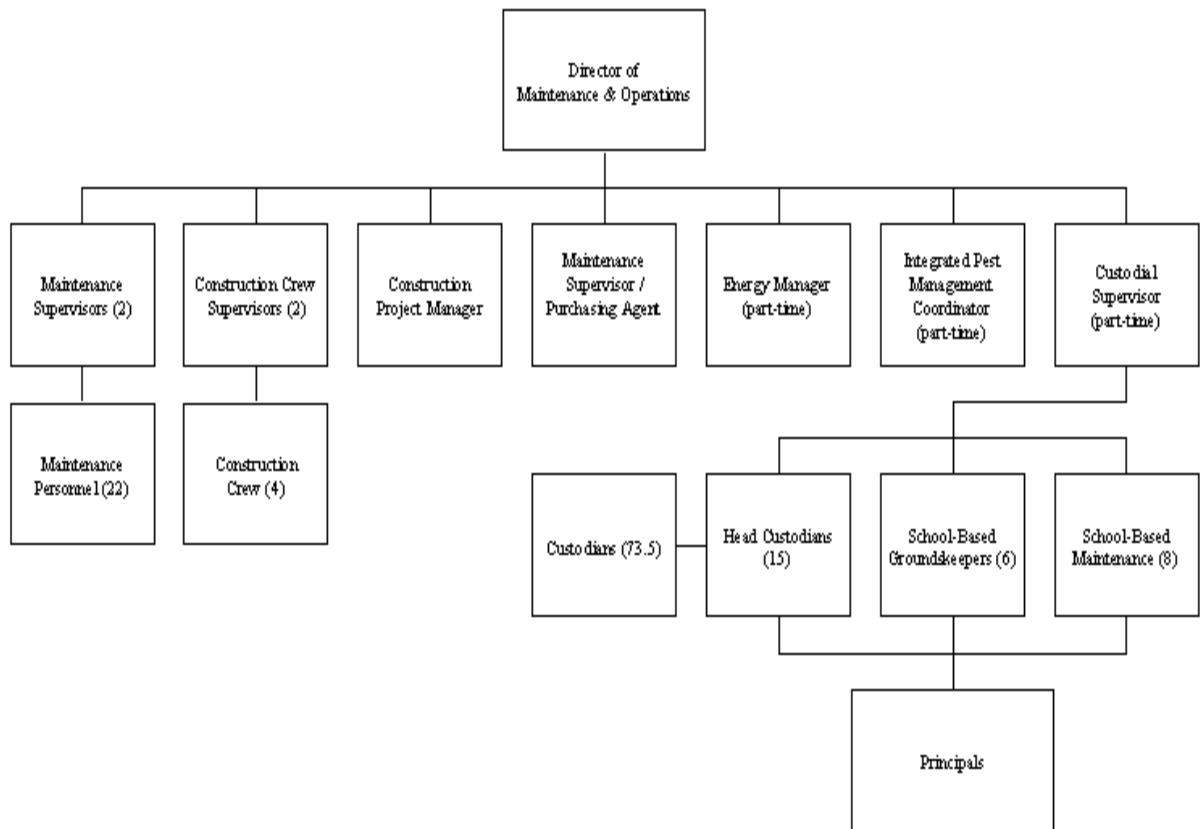 Director of
Maintenance & Operations
Maintenance
Supervisors (2)
Construction Crew
Supervisors (2)
Construction
Project Manager
Maintenance
Supervisor /
Purchasing Agent
Energy Manager
(part-time)
Integrated Pest
Management
Coordinator
(part-time)
Custodial
Supervisor
(part-time)
Maintenance
Personnel (22)
Construction
Crew (4)
Custodians (73.5)
Head Custodians
(15)
School-Based
Groundskeepers (6)
School-Based
Maintenance (8)
Principals